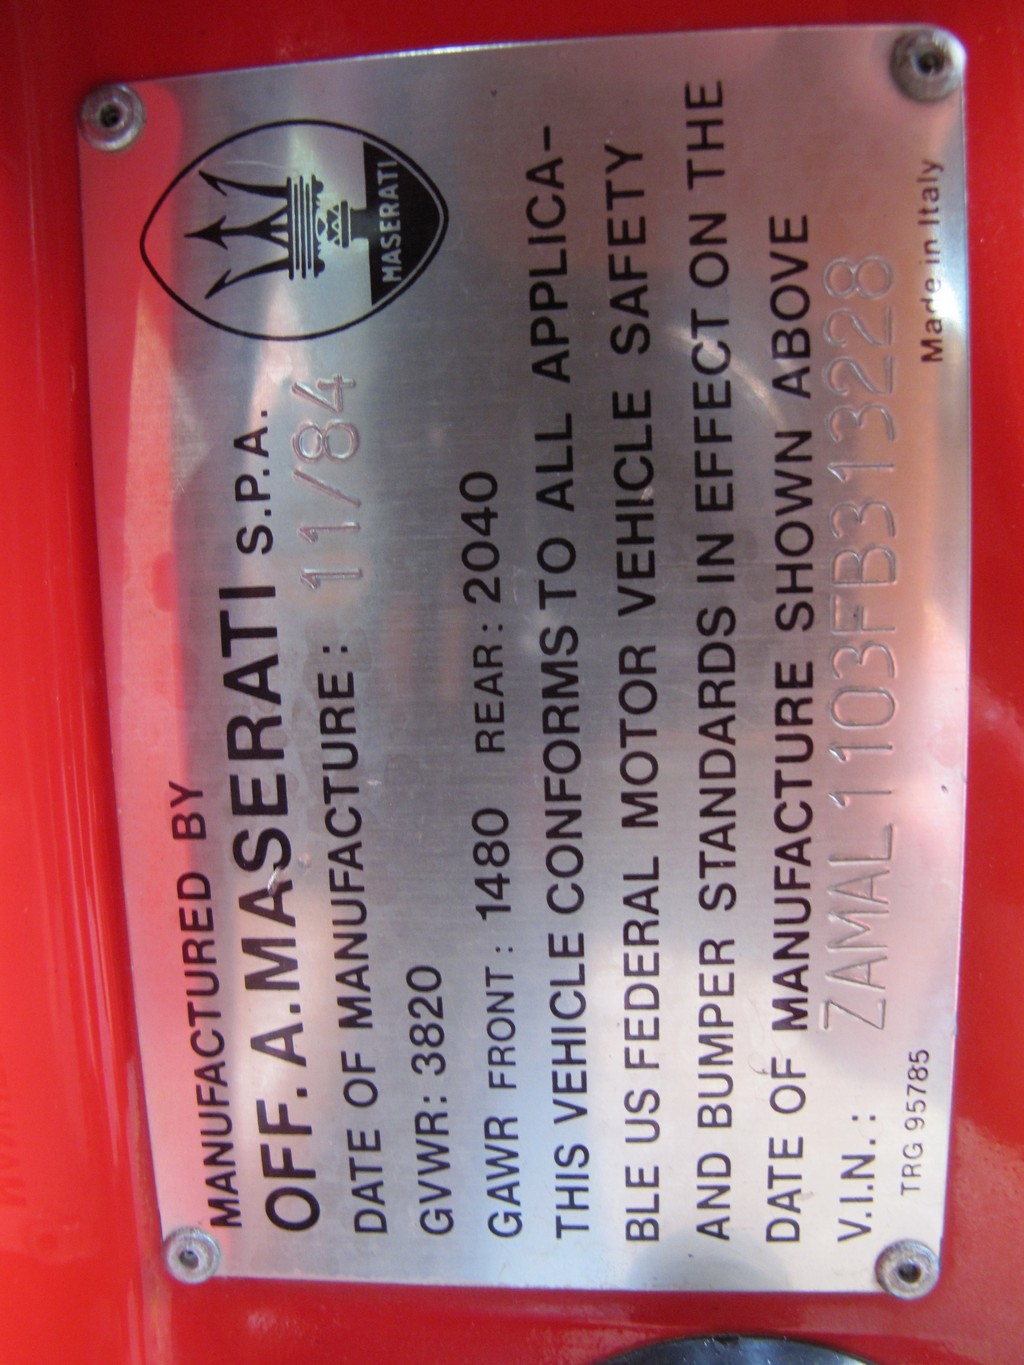 MANUFACTURED BY
OFF. A. MASERATI S.P.A.
MASERATI
DATE OF MANUFACTURE: 11/84
GVWR: 3820
GAWR FRONT: 1480 REAR: 2040
THIS VEHICLE CONFORMS TO ALL APPLICA-
BLE US FEDERAL MOTOR VEHICLE SAFETY
AND BUMPER STANDARDS IN EFFECT ON THE
DATE OF MANUFACTURE SHOWN ABOVE
V.I.N.: ZAMAL1103FB313228
TRG 95785 Made in Italy